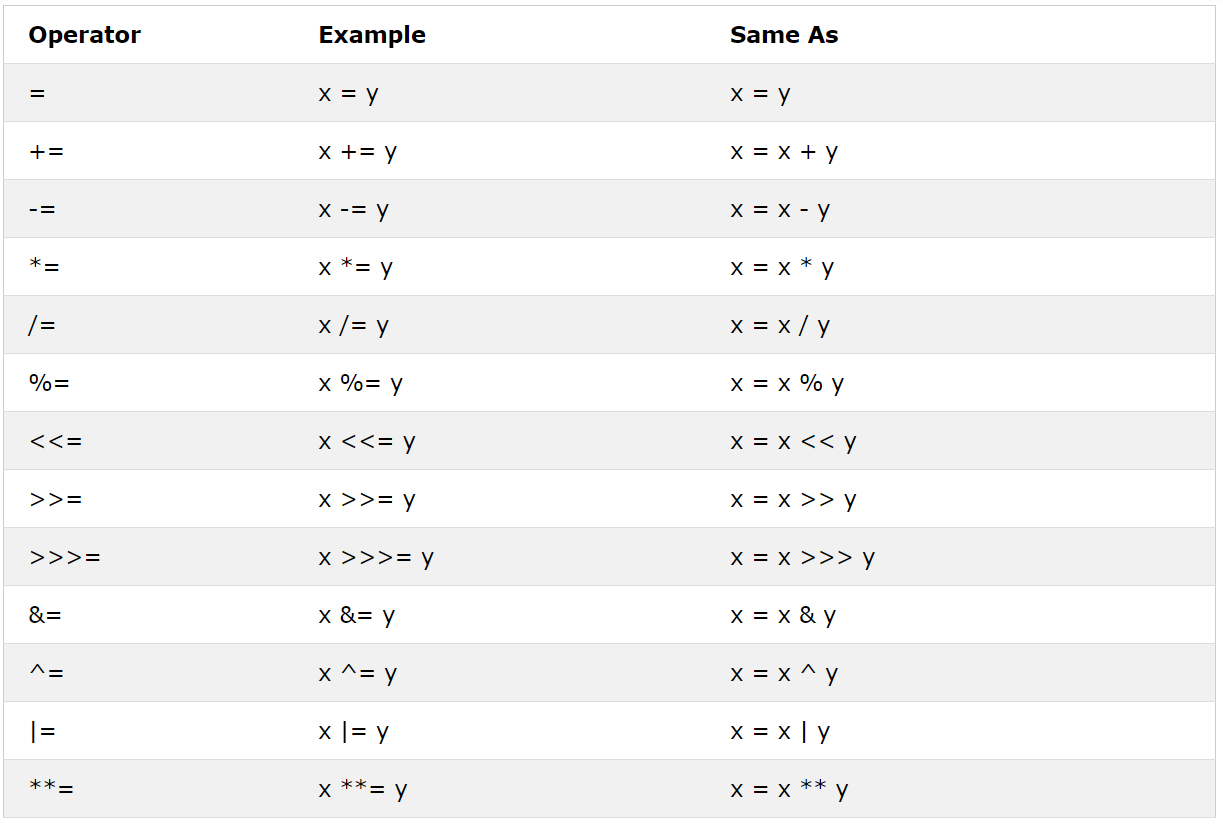 Operator Example Same As
= x = y x = y
+= x += y x = x + y
-= x -= y x = x - y
*= x *= y x = x * y
/= x /= y x = x / y
%= x %= y x = x % y
<<= x <<= y x = x << y
>>= x >>= y x = x >> y
>>>= x >>>= y x = x >>> y
&= x &= y x = x & y
^= x ^= y x = x ^ y
|= x |= y x = x | y
**= x **= y x = x ** y